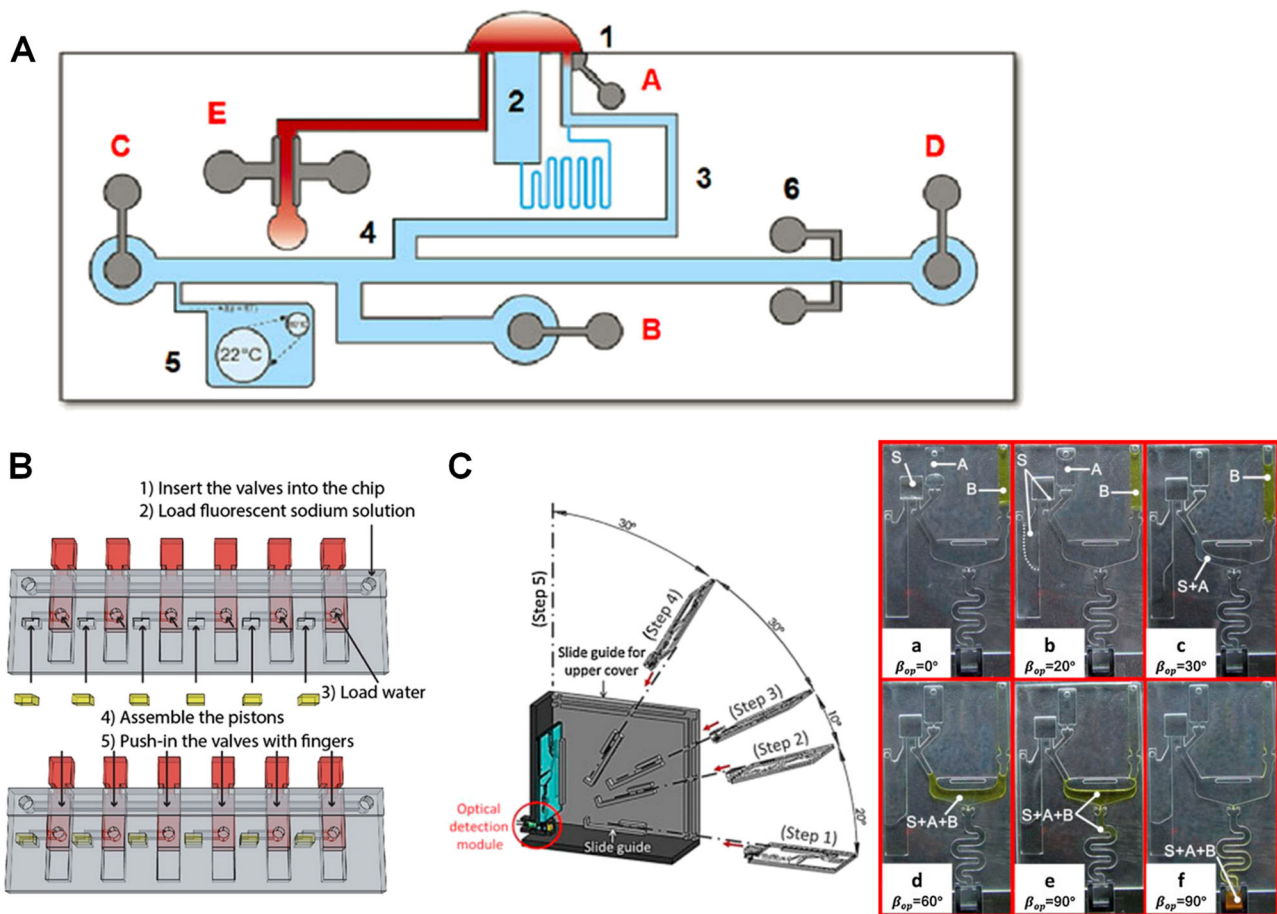 A
1
2
A
E
C
3
D
6
4
B
22°C
5
B
1) Insert the valves into the chip
2) Load fluorescent sodium solution
3) Load water
4) Assemble the pistons
5) Push-in the valves with fingers
C
30°
(Step 5)
(Step 4)
30°
Slide guide for
upper cover
(Step 3)
10°
(Step 2)
20°
Optical
detection
module
Slide guide
(Step 1)
S
A
B
a
βop=0°
S
A
B
b
βop=20°
B
S+A
c
βop=30°
S+A+B
d
βop=60°
S+A+B
e
βop=90°
S+A+B
f
βop=90°